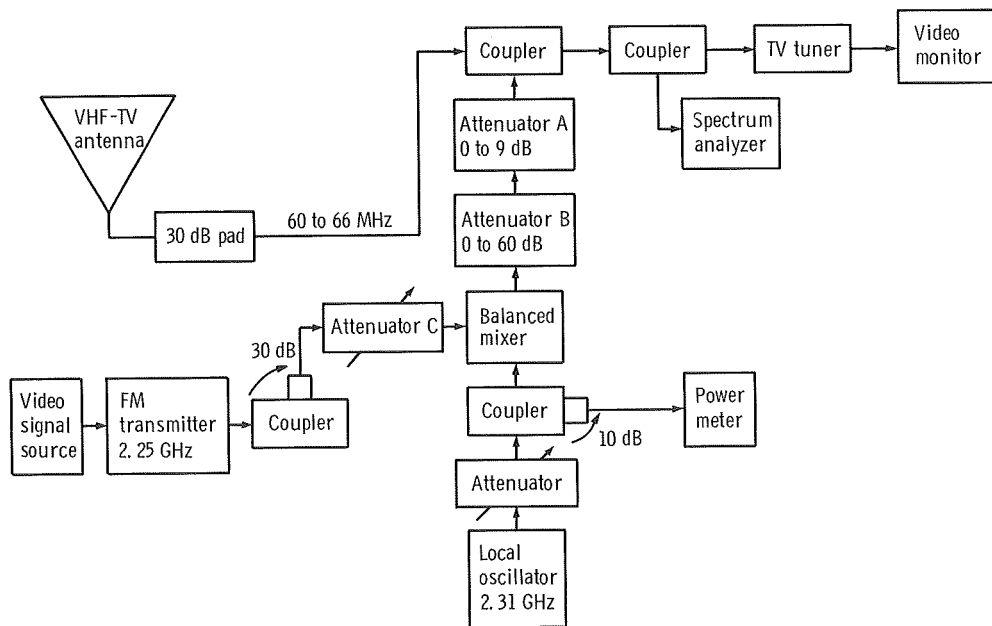 Coupler
Coupler
TV tuner
Video
monitor
VHF-TV
antenna
Attenuator A
0 to 9 dB
Spectrum
analyzer
30 dB pad
60 to 66 MHz
Attenuator B
0 to 60 dB
Attenuator C
Balanced
mixer
30 dB
Video
signal
source
FM
transmitter
2.25 GHz
Coupler
Coupler
10 dB
Power
meter
Attenuator
Local
oscillator
2.31 GHz